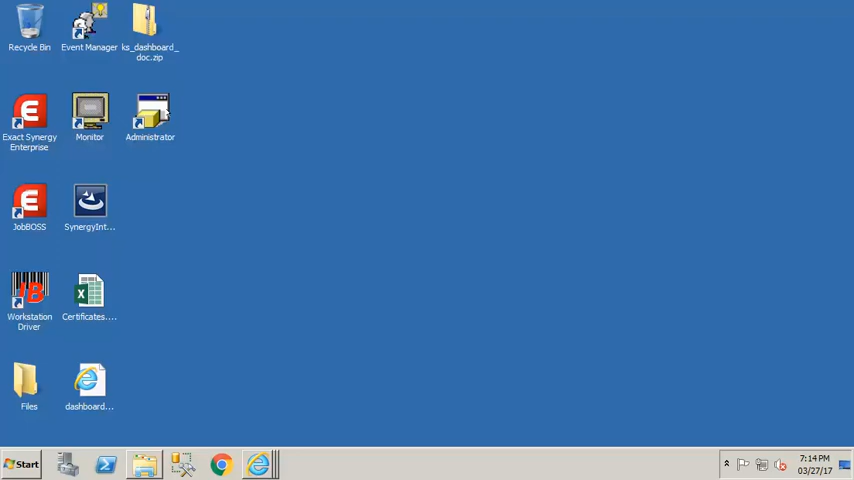 Recycle Bin
Event Manager
ks_dashboard_
doc.zip
Exact Synergy
Enterprise
Monitor
Administrator
JobBOSS
SynergyInt...
Workstation
Driver
Certificates....
Files
dashboard...
Start
7:14 PM
03/27/17